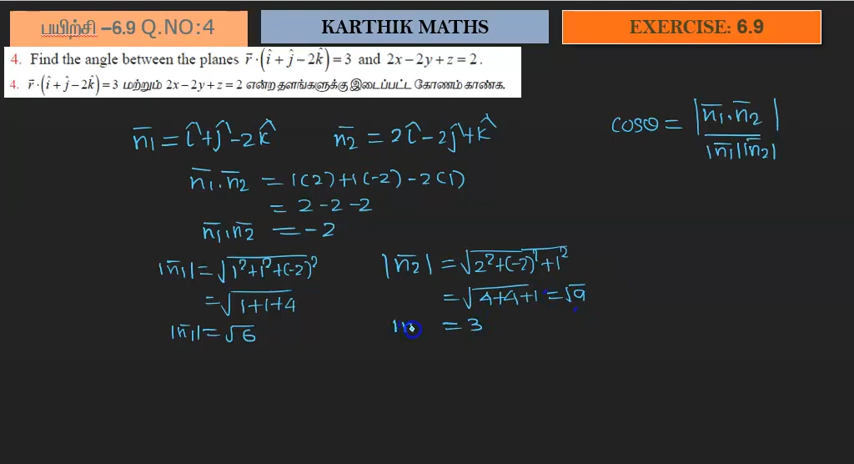 பயிற்சி –6.9 Q.NO:4
KARTHIK MATHS
EXERCISE: 6.9
4. Find the angle between the planes r⃗ · (î + ĵ − 2k̂) = 3 and 2x − 2y + z = 2 .
4. r⃗ · (î + ĵ − 2k̂) = 3 மற்றும் 2x − 2y + z = 2 என்ற தளங்களுக்கு இடைப்பட்ட கோணம் காண்க.
n̄1 = î + ĵ − 2k̂
n̄2 = 2î − 2ĵ + k̂
cosθ = |n̄1 · n̄2| / |n̄1||n̄2|
n̄1 · n̄2 = 1(2) + 1(−2) − 2(1)
= 2 − 2 − 2
n̄1 · n̄2 = −2
|n̄1| = √1² + 1² + (−2)²
= √1+1+4
|n̄1| = √6
|n̄2| = √2² + (−2)² + 1²
= √4+4+1 = √9
|n = 3